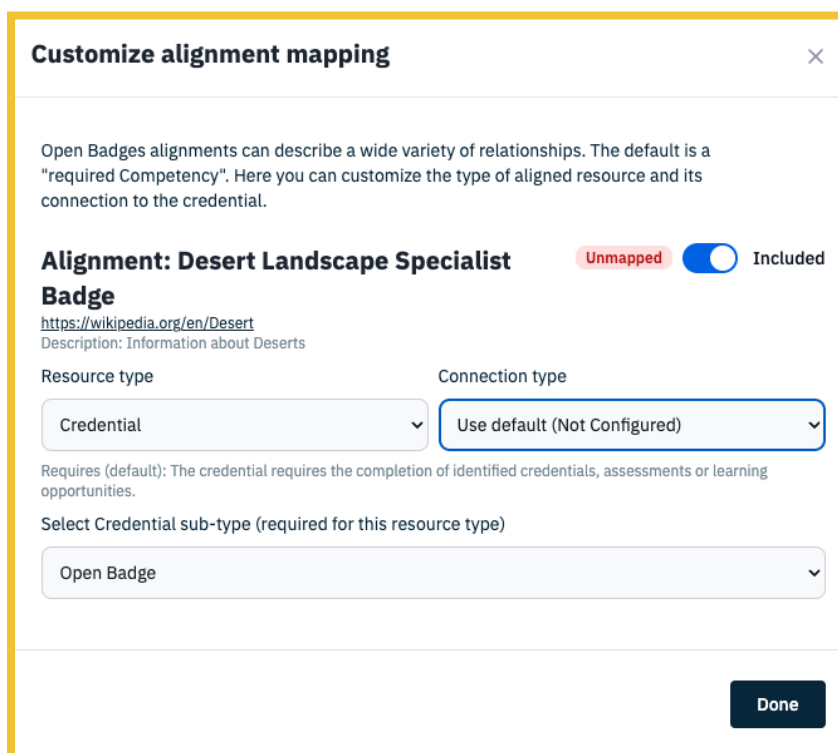 Customize alignment mapping
Open Badges alignments can describe a wide variety of relationships. The default is a
"required Competency". Here you can customize the type of aligned resource and its
connection to the credential.
Alignment: Desert Landscape Specialist
Badge
Unmapped
Included
https://wikipedia.org/en/Desert
Description: Information about Deserts
Resource type
Connection type
Credential
Use default (Not Configured)
Requires (default): The credential requires the completion of identified credentials, assessments or learning
opportunities.
Select Credential sub-type (required for this resource type)
Open Badge
Done